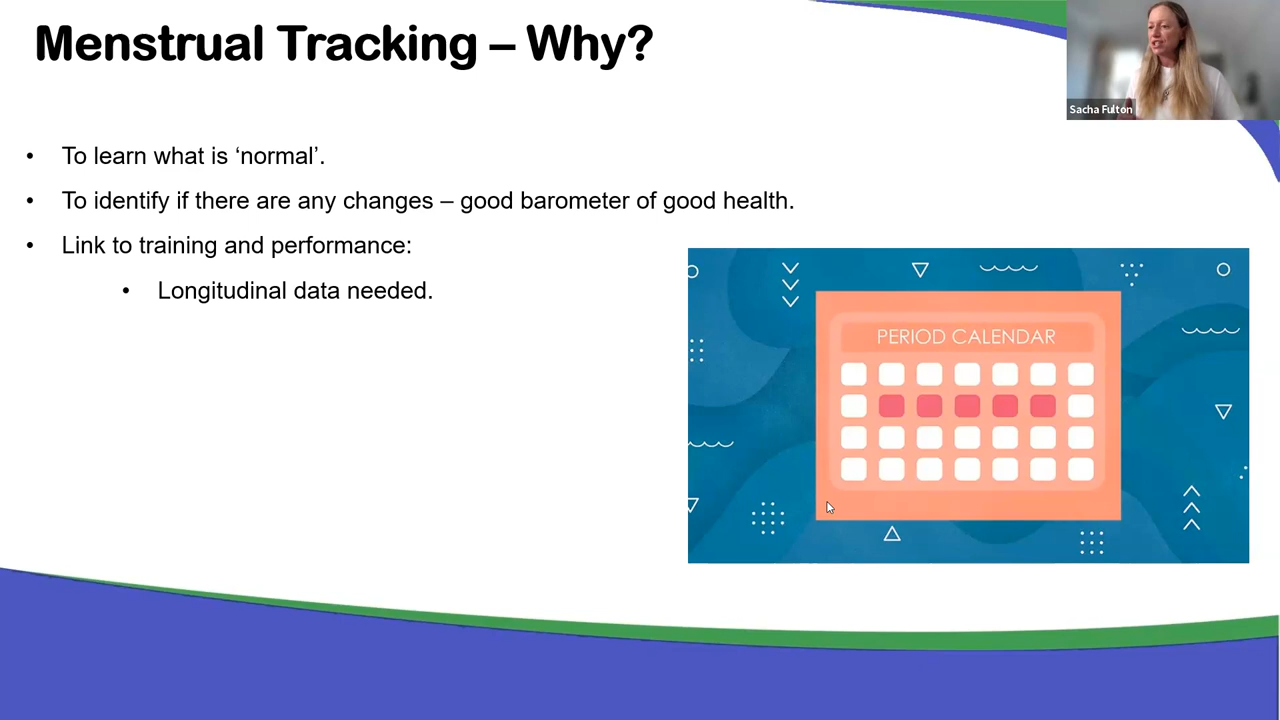 Menstrual Tracking – Why?
Sacha Fulton
• To learn what is ‘normal’.
• To identify if there are any changes – good barometer of good health.
• Link to training and performance:
• Longitudinal data needed.
PERIOD CALENDAR